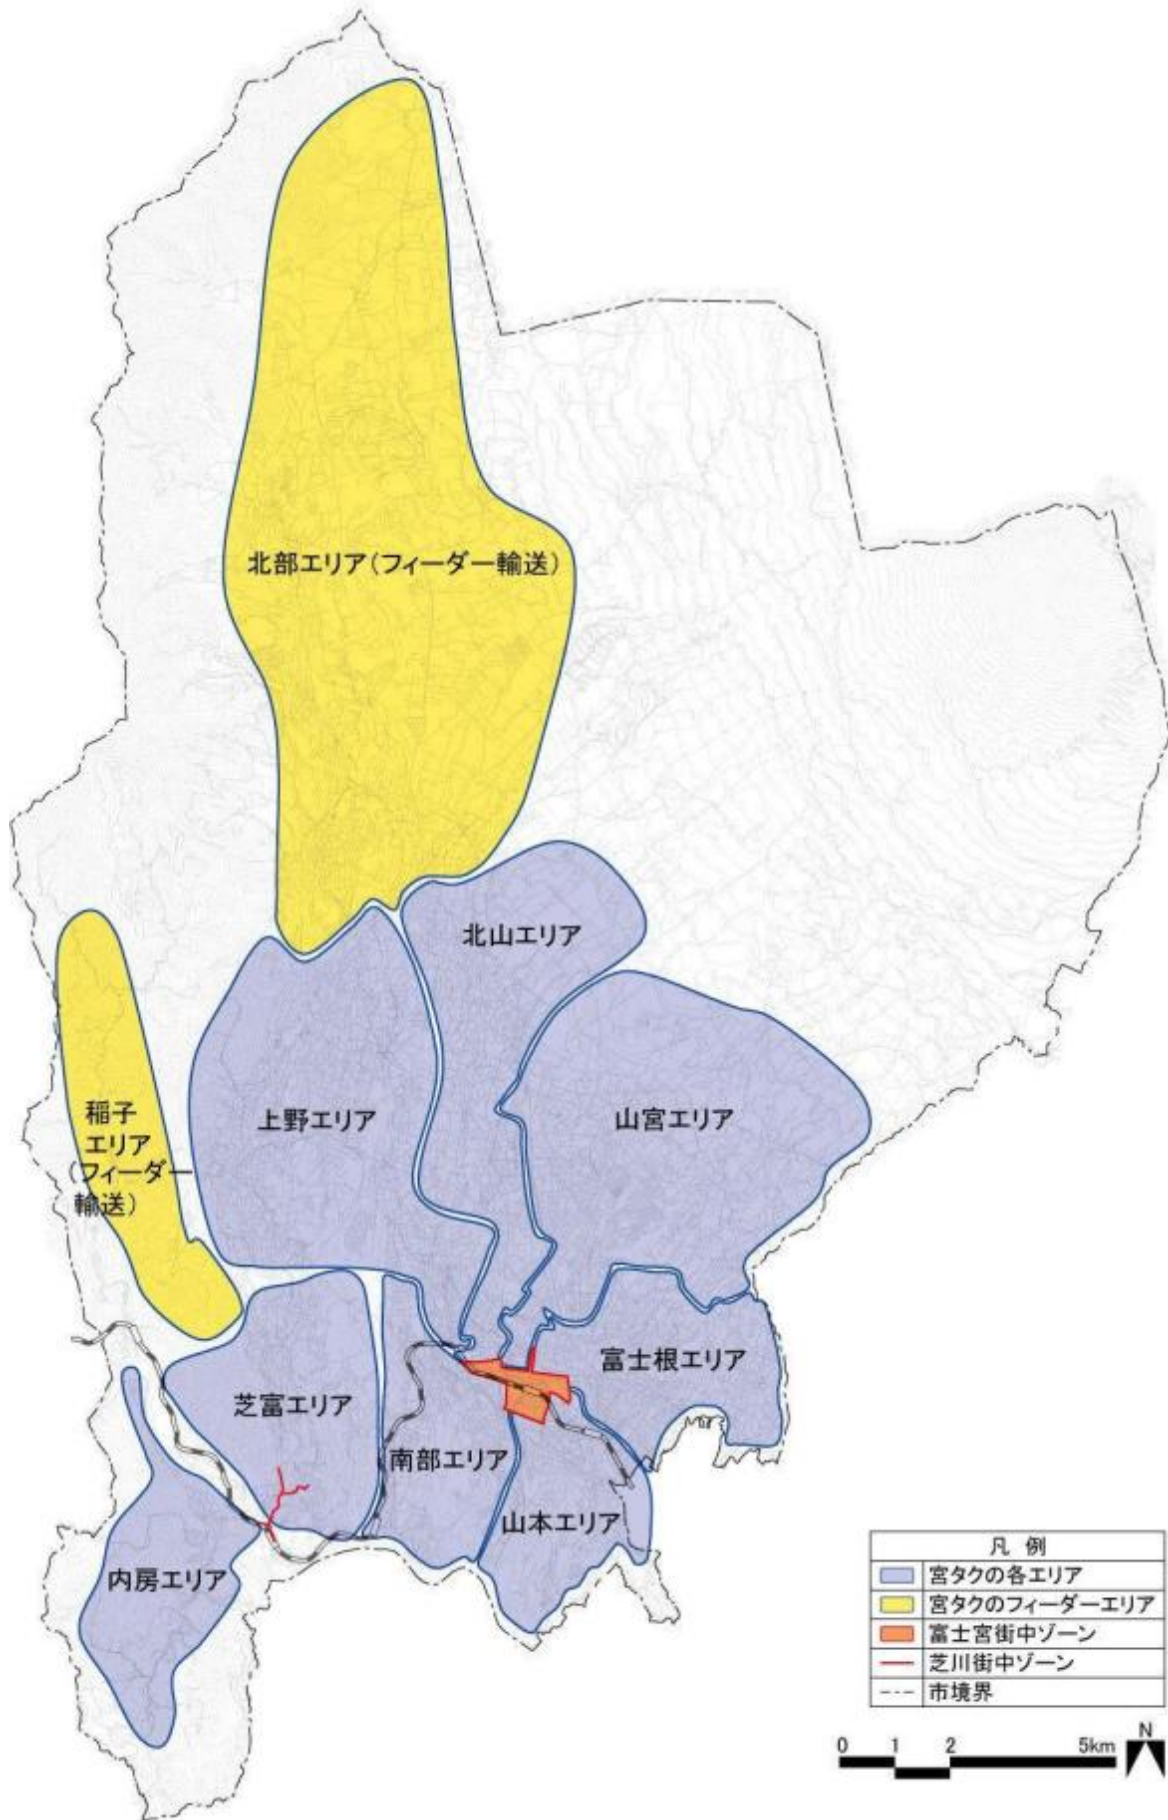 北部エリア(フィーダー輸送)
北山エリア
上野エリア
山宮エリア
稲子
エリア
(フィーダー
輸送)
富士根エリア
芝富エリア
南部エリア
山本エリア
内房エリア
凡 例
宮タクの各エリア
宮タクのフィーダーエリア
富士宮街中ゾーン
芝川街中ゾーン
市境界
0 1 2 5km
N